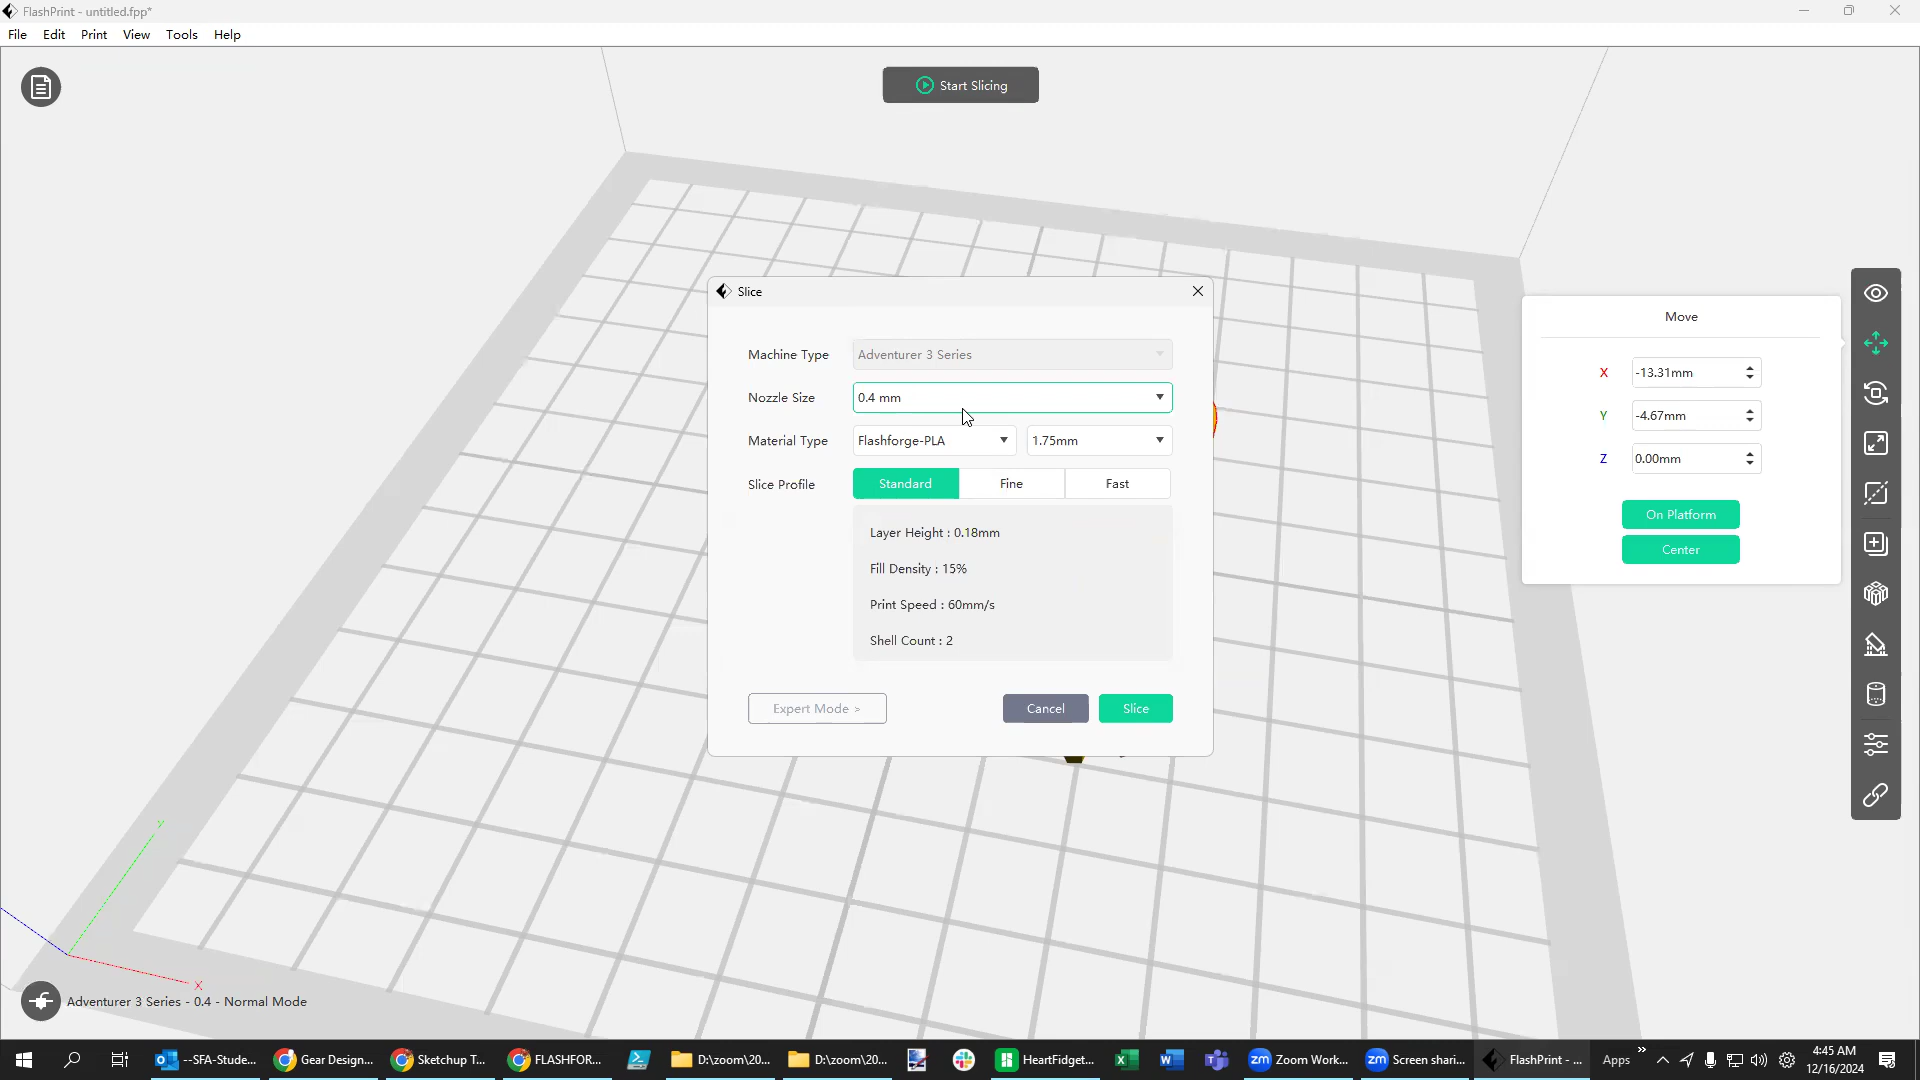 FlashPrint - untitled.fpp*
File Edit Print View Tools Help
Start Slicing
Slice
Machine Type Adventurer 3 Series
Nozzle Size 0.4 mm
Material Type Flashforge-PLA 1.75mm
Slice Profile Standard Fine Fast
Layer Height : 0.18mm
Fill Density : 15%
Print Speed : 60mm/s
Shell Count : 2
Expert Mode > Cancel Slice
Move
X -13.31mm
Y -4.67mm
Z 0.00mm
On Platform
Center
Y
X
Adventurer 3 Series - 0.4 - Normal Mode
--SFA-Stude... Gear Design... Sketchup T... FLASHFOR... D:\zoom\20... D:\zoom\20... HeartFidget... zm Zoom Work... zm Screen shari... FlashPrint - ... Apps »
4:45 AM
12/16/2024